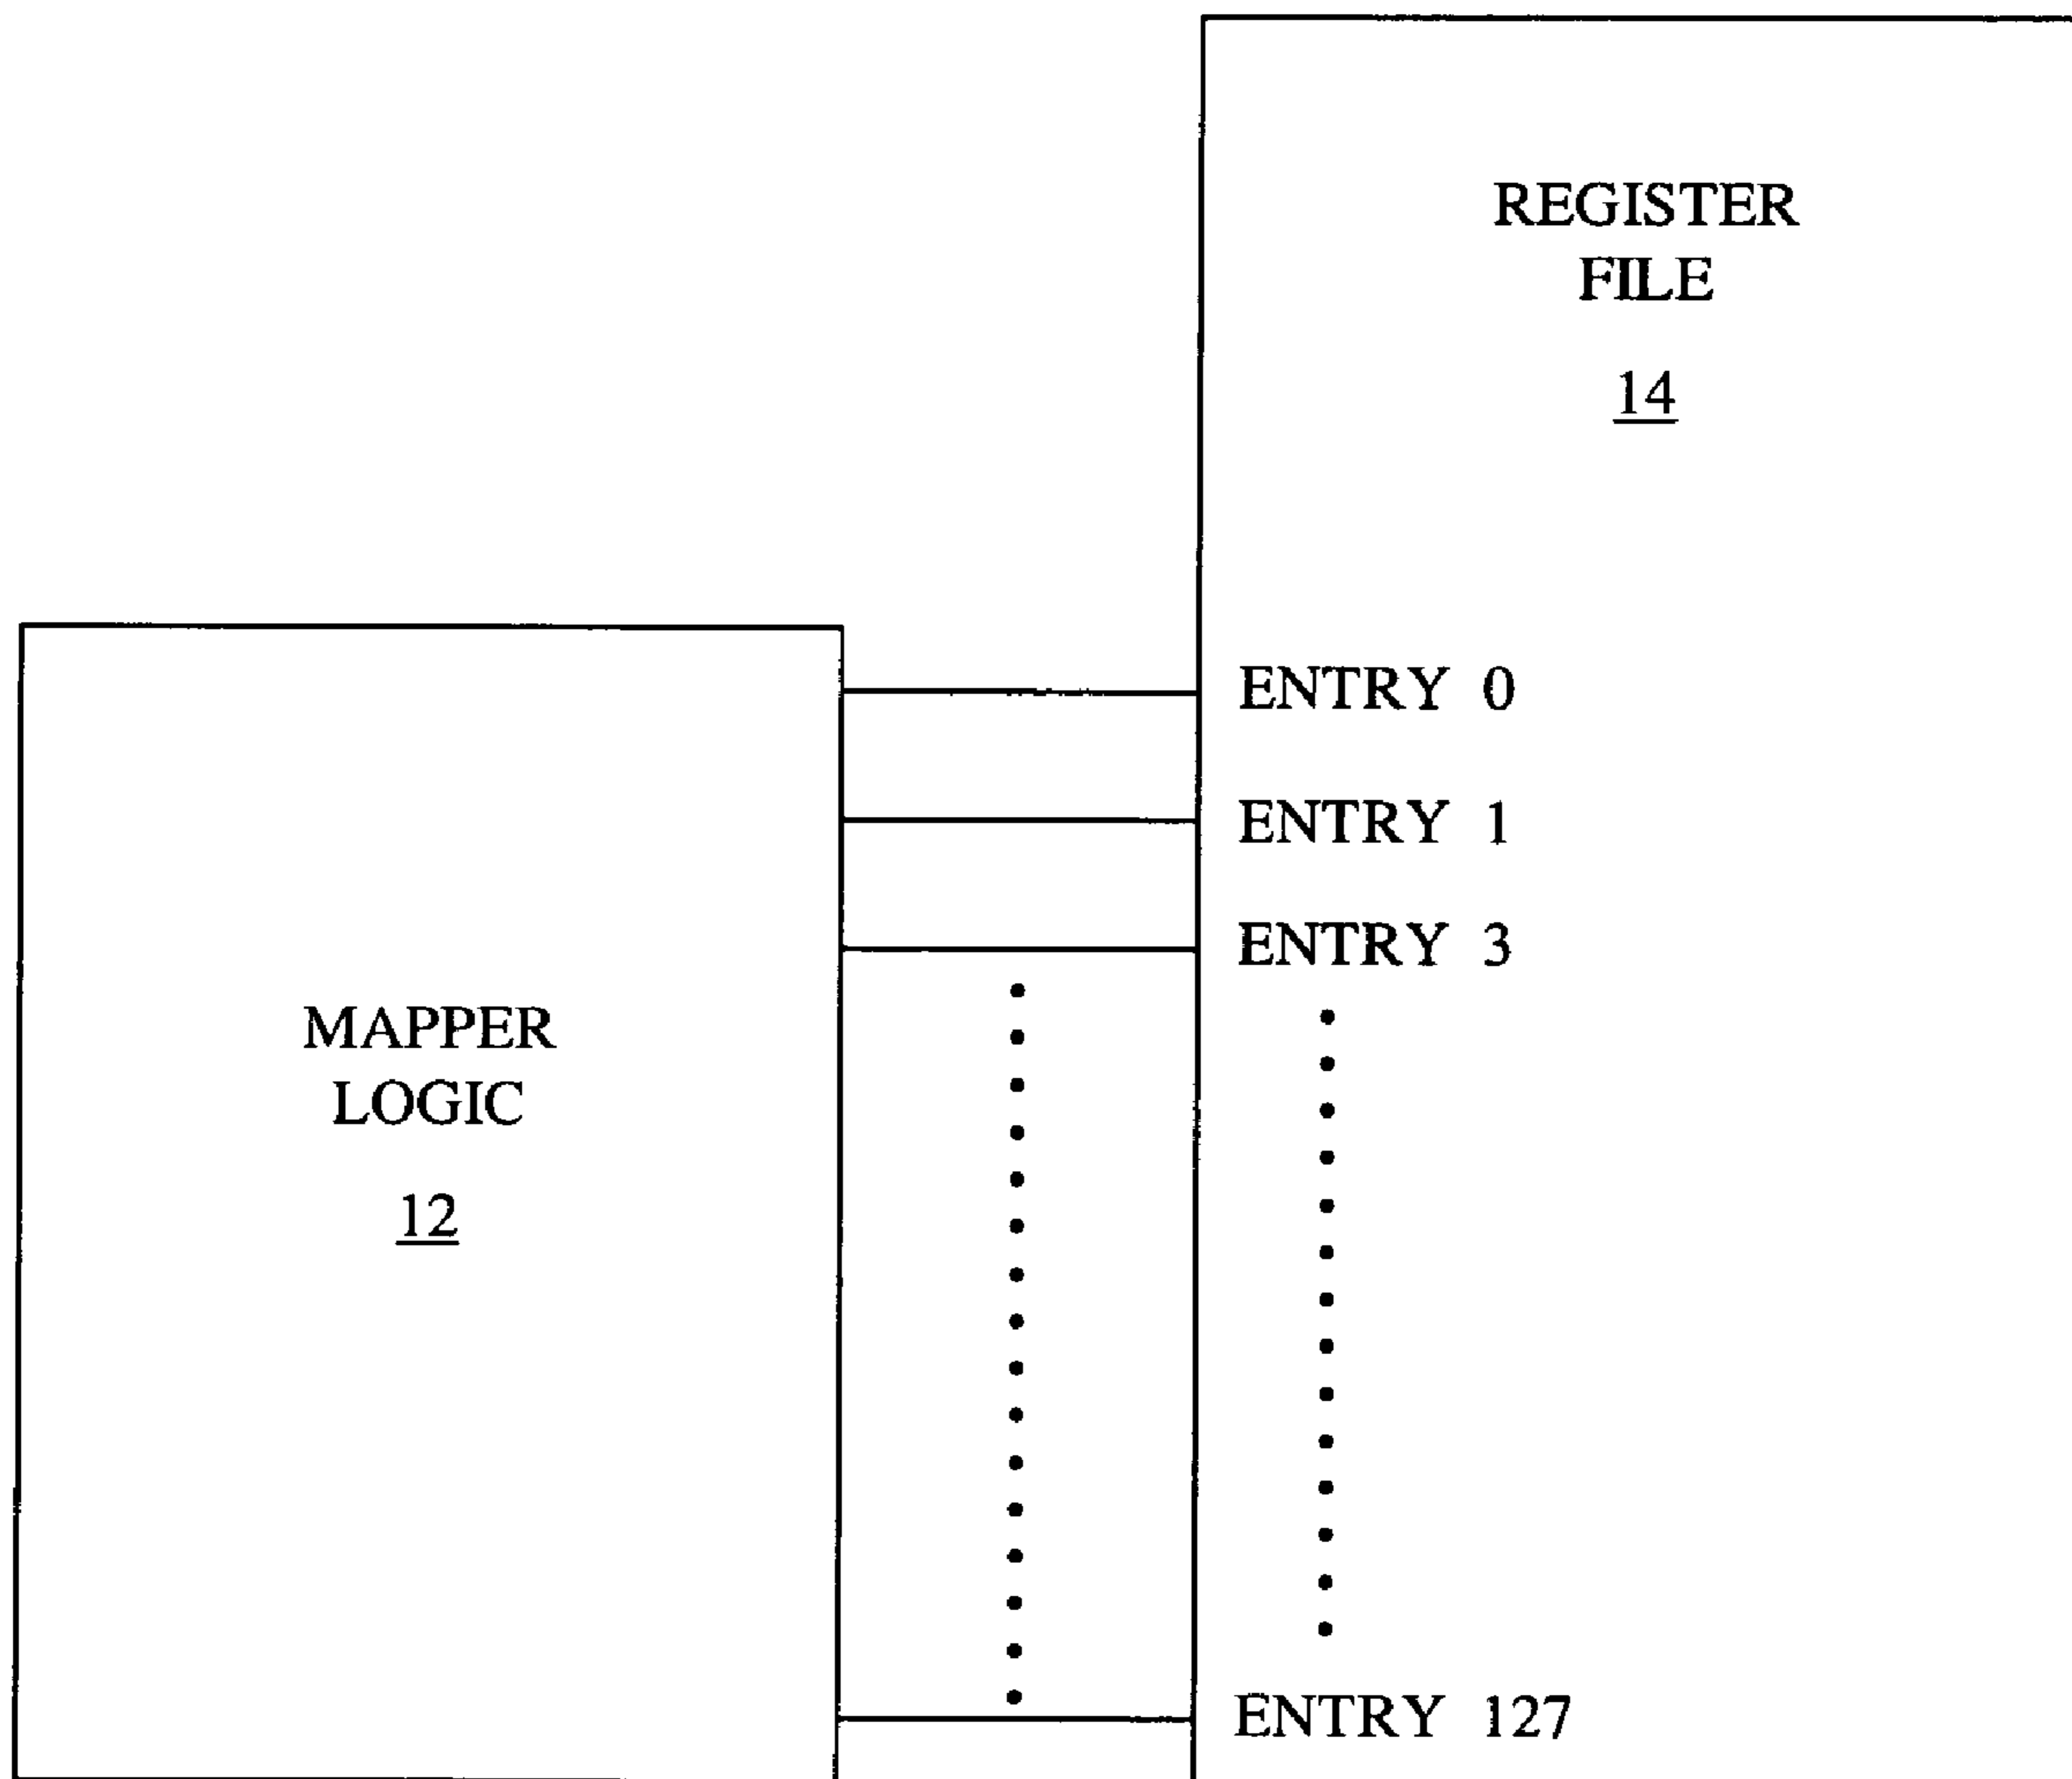 REGISTER
FILE
14
ENTRY 0
ENTRY 1
ENTRY 3
MAPPER
LOGIC
12
ENTRY 127